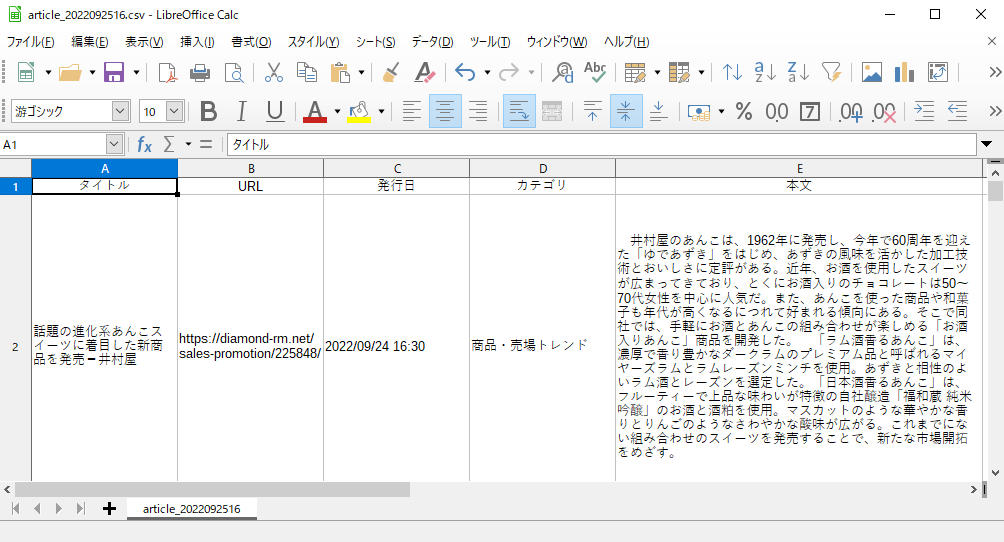 article_2022092516.csv - LibreOffice Calc
ファイル(F) 編集(E) 表示(V) 挿入(I) 書式(O) スタイル(Y) シート(S) データ(D) ツール(T) ウィンドウ(W) ヘルプ(H)
游ゴシック 10
A1 タイトル
A B C D E
1 タイトル URL 発行日 カテゴリ 本文
2
話題の進化系あんこス
イーツに着目した新商
品を発売ー井村屋
https://diamond-rm.net/
sales-promotion/225848/
2022/09/24 16:30
商品・売場トレンド
井村屋のあんこは、1962年に発売し、今年で60周年を迎え
た「ゆであずき」をはじめ、あずきの風味を活かした加工技
術とおいしさに定評がある。近年、お酒を使用したスイーツ
が広まってきており、とくにお酒入りのチョコレートは50～
70代女性を中心に人気だ。また、あんこを使った商品や和菓
子も年代が高くなるにつれて好まれる傾向にある。そこで同
社では、手軽にお酒とあんこの組み合わせが楽しめる「お酒
入りあんこ」商品を開発した。　「ラム酒香るあんこ」は、
濃厚で香り豊かなダークラムのプレミアム品と呼ばれるマイ
ヤーズラムとラムレーズンミンチを使用。あずきと相性のよ
いラム酒とレーズンを選定した。「日本酒香るあんこ」は、
フルーティーで上品な味わいが特徴の自社醸造「福和蔵 純米
吟醸」のお酒と酒粕を使用。マスカットのような華やかな香
りとりんごのようなさわやかな酸味が広がる。これまでにな
い組み合わせのスイーツを発売することで、新たな市場開拓
をめざす。
article_2022092516